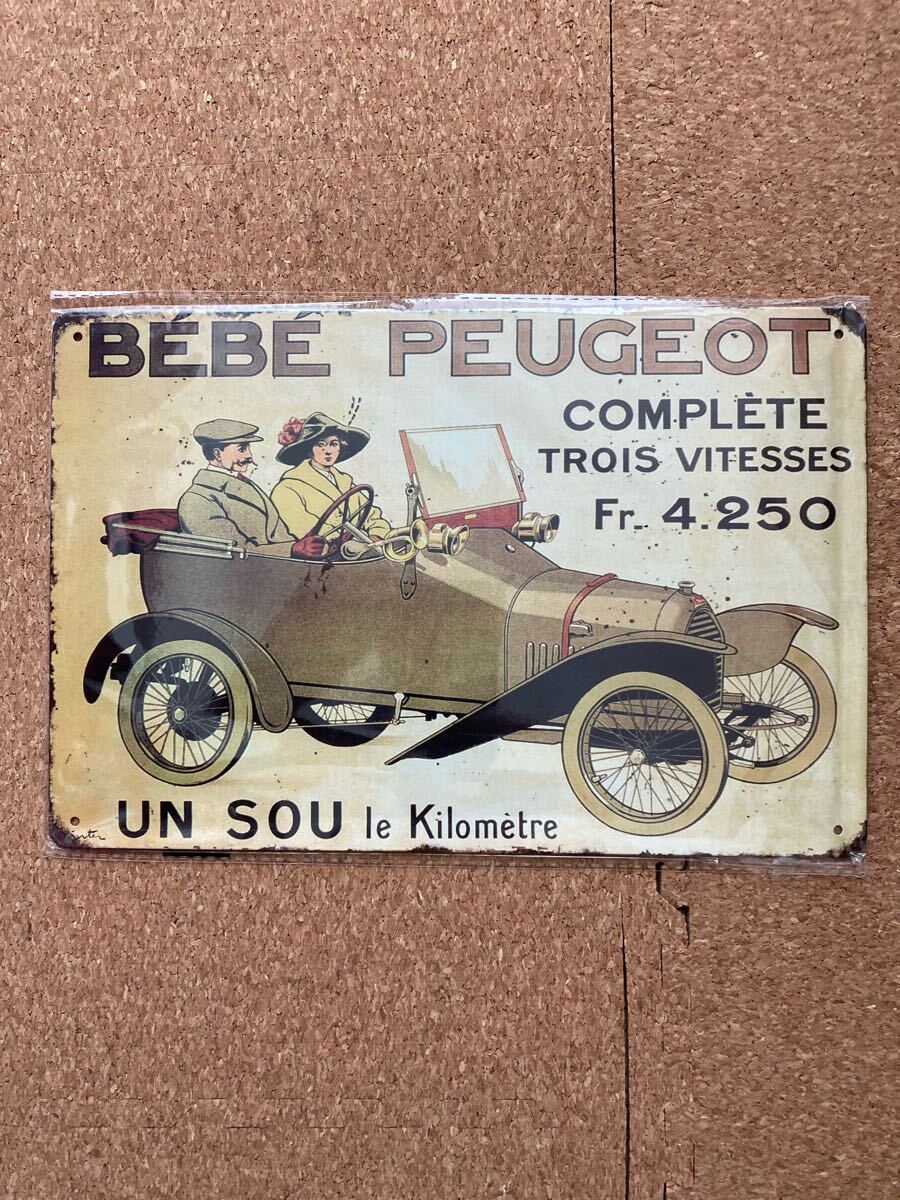 BÉBÉ PEUGEOT
COMPLÈTE
TROIS VITESSES
Fr. 4.250
UN SOU le Kilomètre